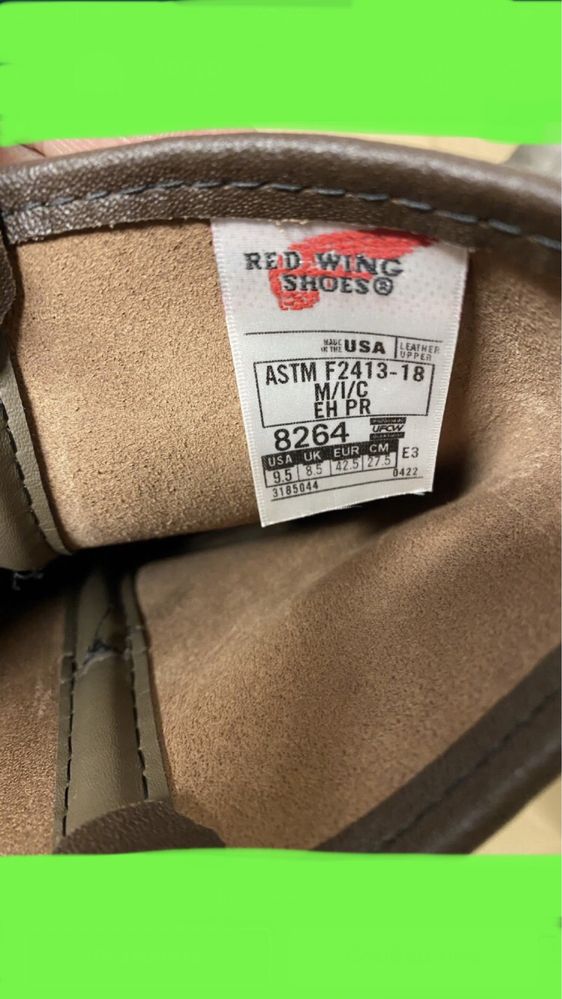 RED WING
SHOES®
MADE IN THE USA LEATHER UPPER
ASTM F2413-18
M/I/C
EH PR
8264 UFCW
USA UK EUR CM E3
9.5 8.5 42.5 27.5
3185044 0422